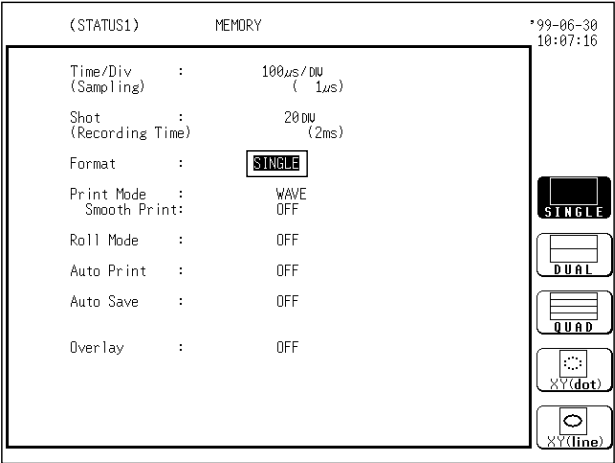 (STATUS1) MEMORY '99-06-30
10:07:16
Time/Div : 100µs/DIV
(Sampling) ( 1µs)
Shot : 20DIV
(Recording Time) (2ms)
Format : SINGLE
Print Mode : WAVE
Smooth Print: OFF
Roll Mode : OFF
Auto Print : OFF
Auto Save : OFF
Overlay : OFF
SINGLE
DUAL
QUAD
XY(dot)
XY(line)